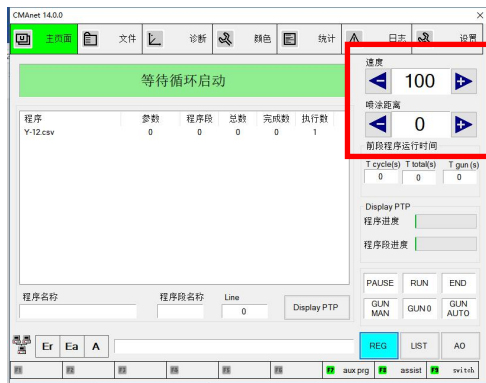 CMAnet 14.0.0
主页面 文件 诊断 颜色 统计 日志 设置
等待循环启动
速度
100
喷涂距离
0
前段程序运行时间
T cycle(s) T total(s) T gun (s)
0 0 0
程序 参数 程序段 总数 完成数 执行数
Y-12.csv 0 0 0 0 1
Display PTP
程序进度
程序段进度
程序名称 程序段名称 Line
0
Display PTP
PAUSE RUN END
GUN MAN GUN 0 GUN AUTO
Er Ea A
REG LIST AO
F1 F2 F3 F4 F5 F6 F7 aux prg F8 assist F9 switch